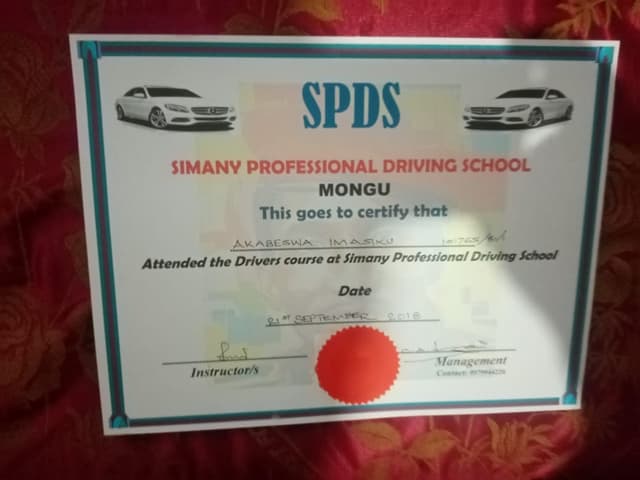 SPDS
SIMANY PROFESSIONAL DRIVING SCHOOL
MONGU
This goes to certify that
AKABESWA IMASIKU
Attended the Drivers course at Simany Professional Driving School
Date
21ST SEPTEMBER 2018
Instructor/s
Management
Contact: